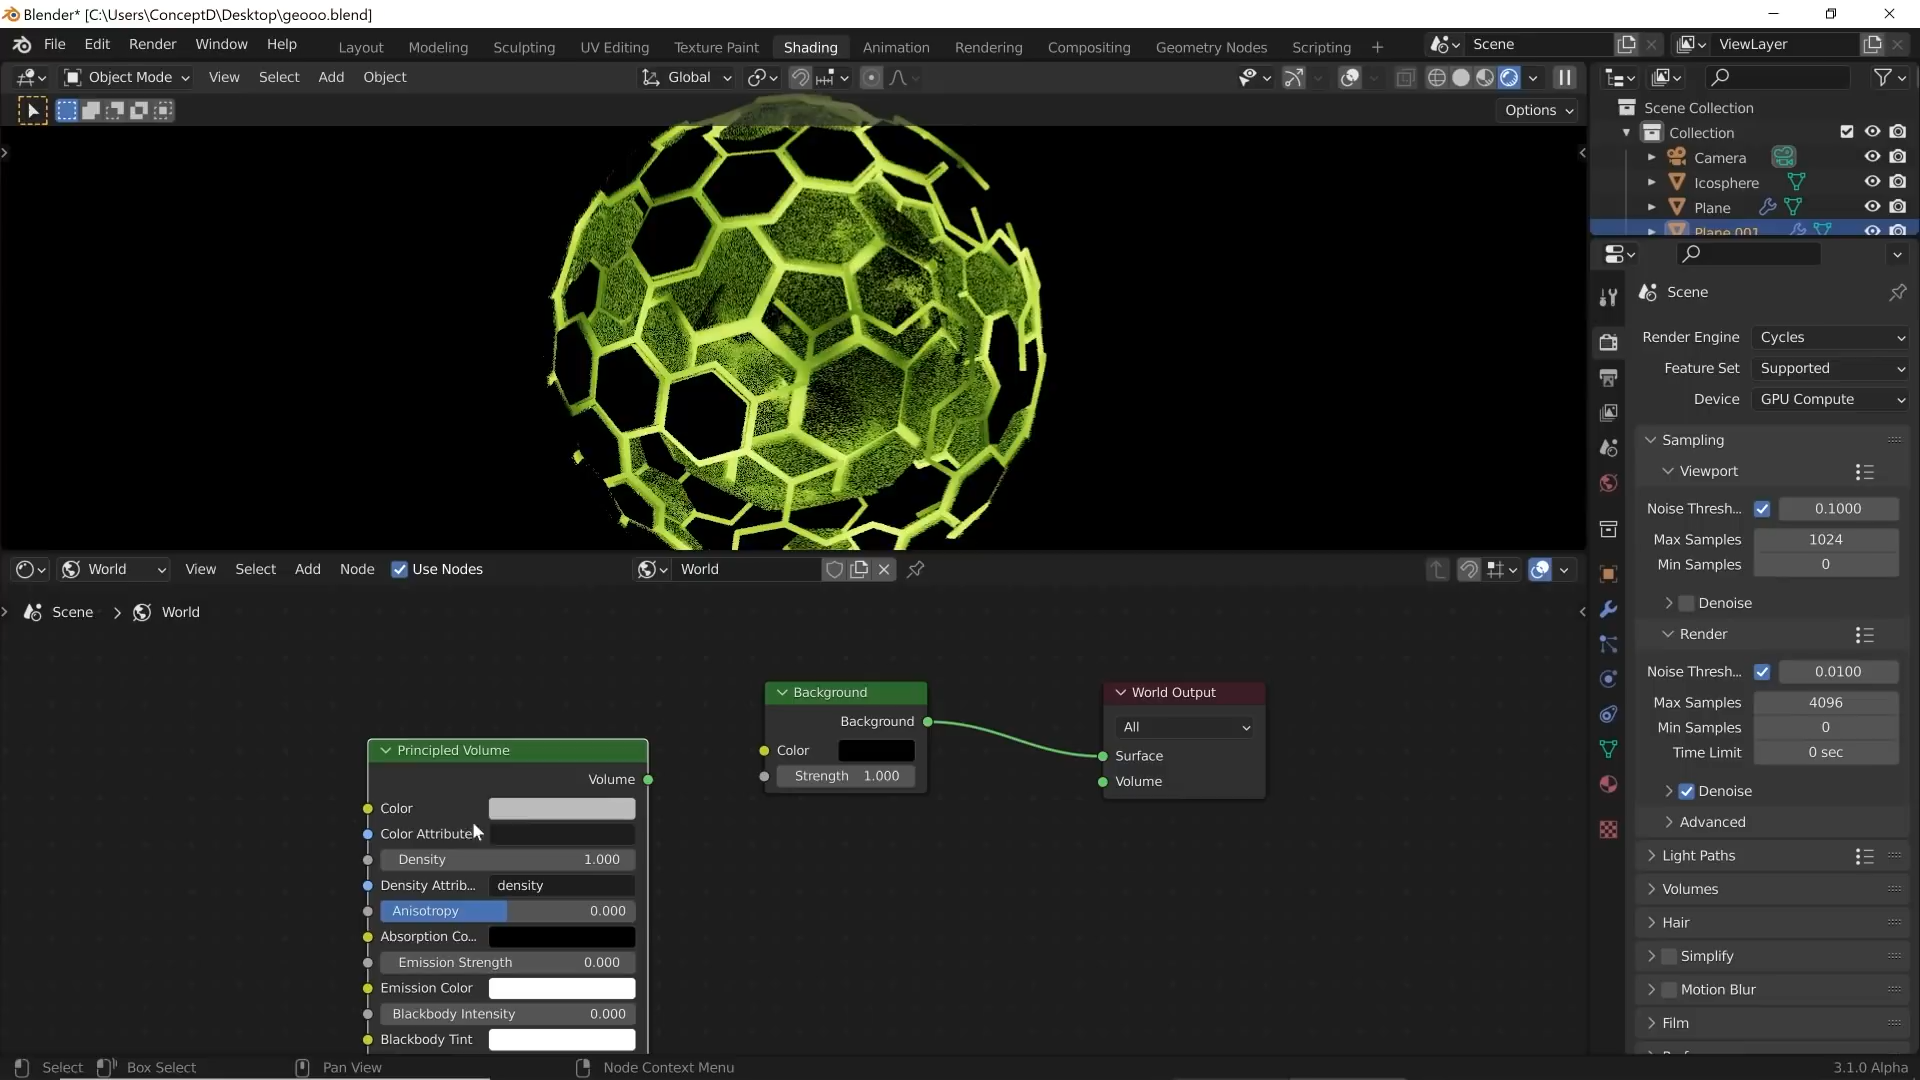 Blender* [C:\Users\ConceptD\Desktop\geooo.blend]
File Edit Render Window Help
Layout Modeling Sculpting UV Editing Texture Paint Shading Animation Rendering Compositing Geometry Nodes Scripting +
Scene
ViewLayer
Object Mode View Select Add Object
Global
Options
Scene Collection
Collection
Camera
Icosphere
Plane
Plane.001
Scene
Render Engine Cycles
Feature Set Supported
Device GPU Compute
Sampling
Viewport
Noise Thresh... 0.1000
Max Samples 1024
Min Samples 0
Denoise
Render
Noise Thresh... 0.0100
Max Samples 4096
Min Samples 0
Time Limit 0 sec
Denoise
Advanced
Light Paths
Volumes
Hair
Simplify
Motion Blur
Film
World View Select Add Node Use Nodes
World
Scene > World
Principled Volume
Volume
Color
Color Attribute
Density 1.000
Density Attrib... density
Anisotropy 0.000
Absorption Co...
Emission Strength 0.000
Emission Color
Blackbody Intensity 0.000
Blackbody Tint
Background
Background
Color
Strength 1.000
World Output
All
Surface
Volume
Select Box Select Pan View Node Context Menu
3.1.0 Alpha